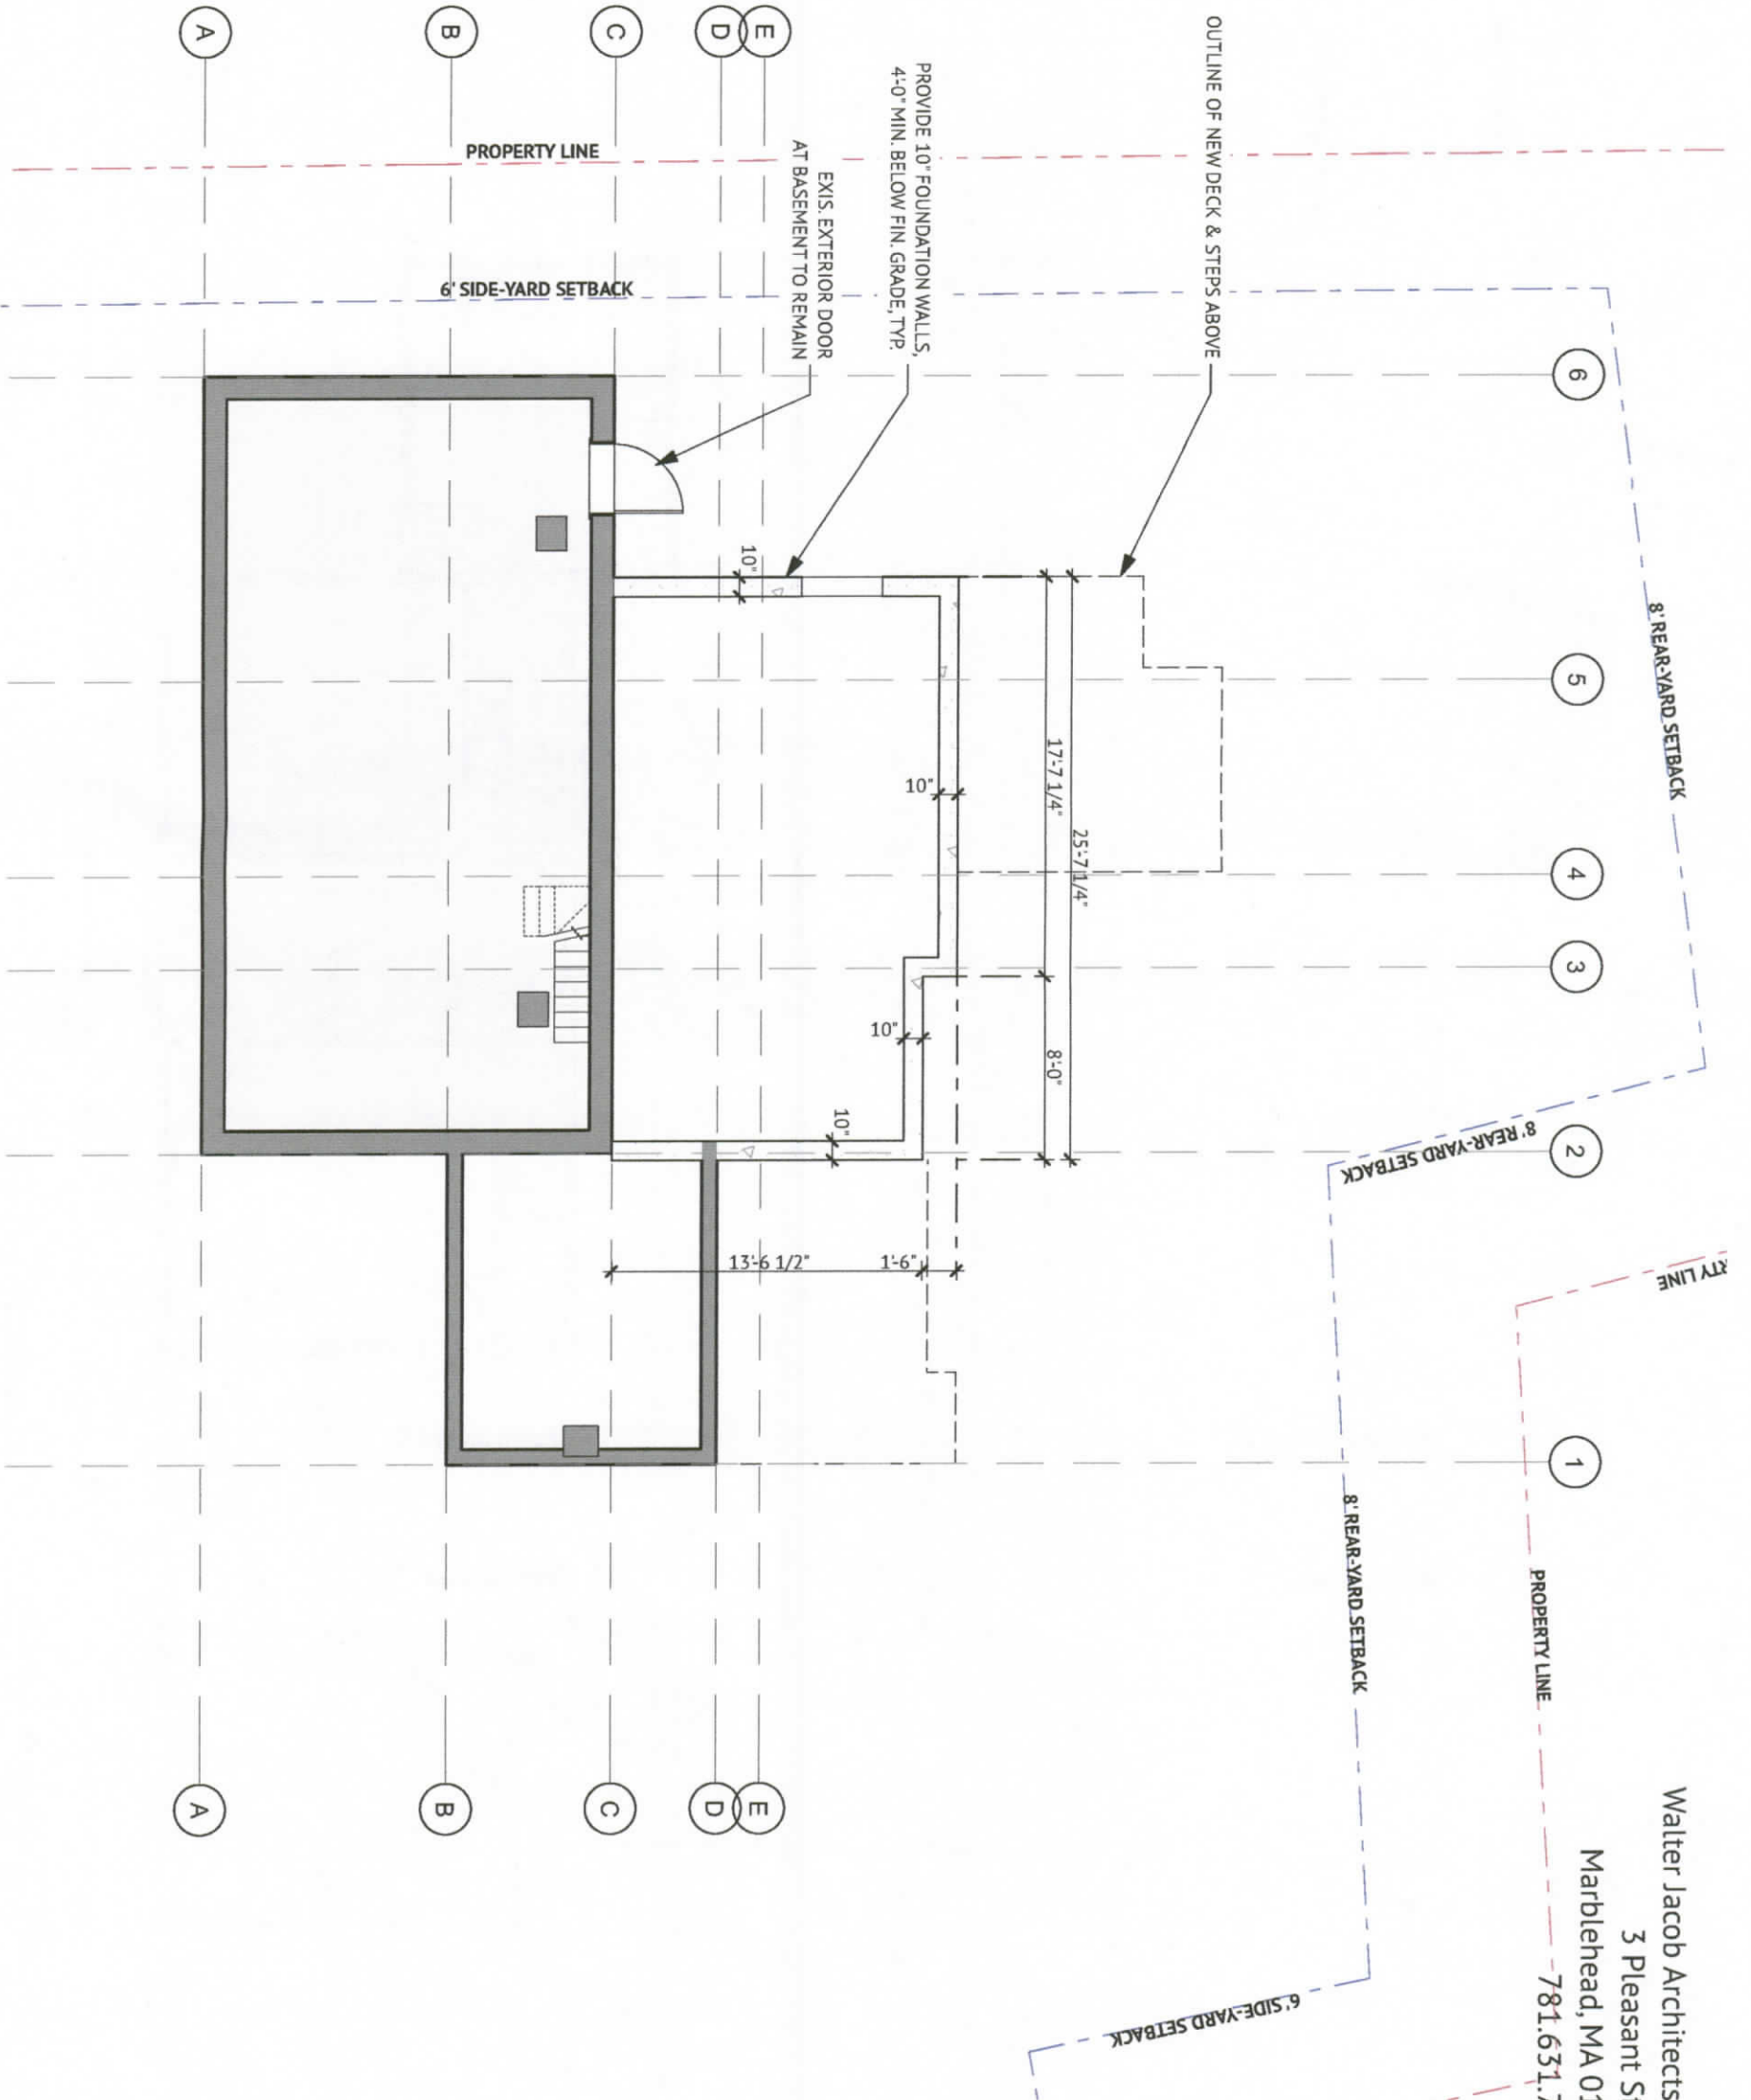 Walter Jacob Architects
3 Pleasant
Marblehead, MA
781.631.
OUTLINE OF NEW DECK & STEPS ABOVE
PROVIDE 10" FOUNDATION WALLS,
4'-0" MIN. BELOW FIN. GRADE, TYP.
EXIS. EXTERIOR DOOR
AT BASEMENT TO REMAIN
PROPERTY LINE
6' SIDE-YARD SETBACK
8' REAR-YARD SETBACK
8' REAR-YARD SETBACK
LINE
8' REAR-YARD SETBACK
PROPERTY LINE
6' SIDE-YARD SETBACK
6
5
4
3
2
1
E
D
C
B
A
25'-7 1/4"
17'-7 1/4"
8'-0"
10"
10"
10"
10"
1'-6"
13'-6 1/2"
E
D
C
B
A